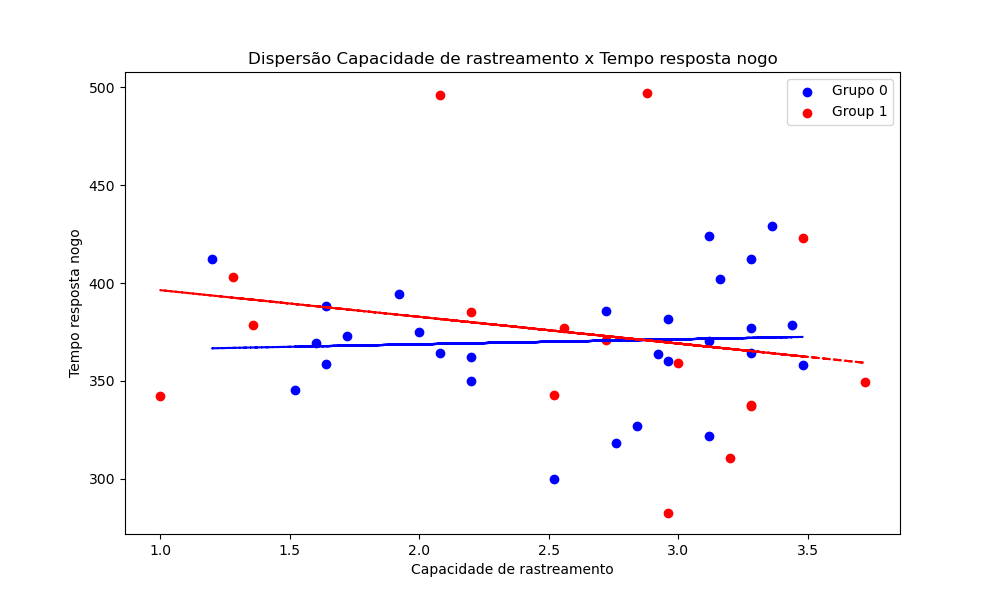 Dispersão Capacidade de rastreamento x Tempo resposta nogo
Grupo 0
Group 1
Tempo resposta nogo
500
450
400
350
300
1.0 1.5 2.0 2.5 3.0 3.5
Capacidade de rastreamento